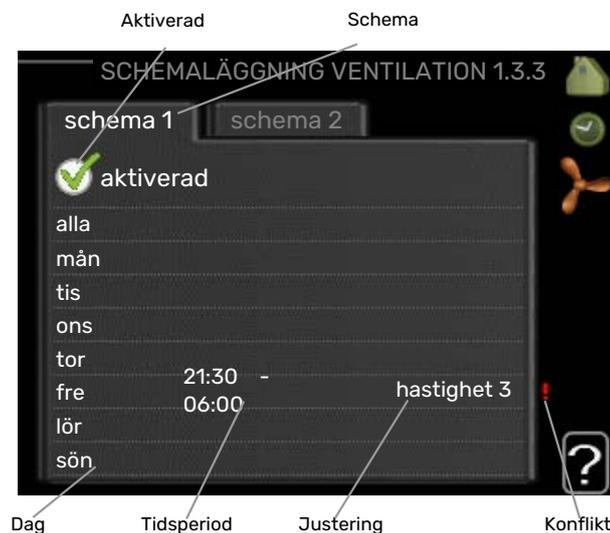 Aktiverad
Schema
SCHEMALÄGGNING VENTILATION 1.3.3
schema 1
schema 2
aktiverad
alla
mån
tis
ons
tor
fre
21:30 -
06:00
hastighet 3
!
lör
sön
?
Dag
Tidsperiod
Justering
Konflikt